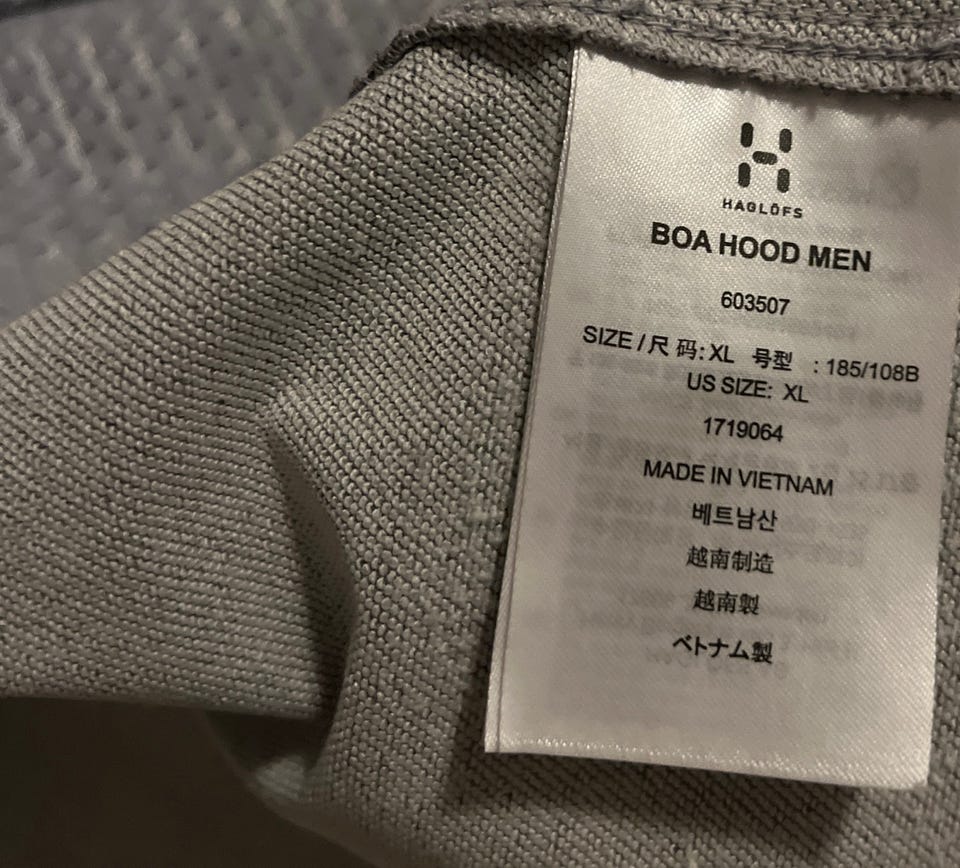 HAGLÖFS
BOA HOOD MEN
603507
SIZE / 尺 码: XL 号型 : 185/108B
US SIZE: XL
1719064
MADE IN VIETNAM
베트남산
越南制造
越南製
ベトナム製